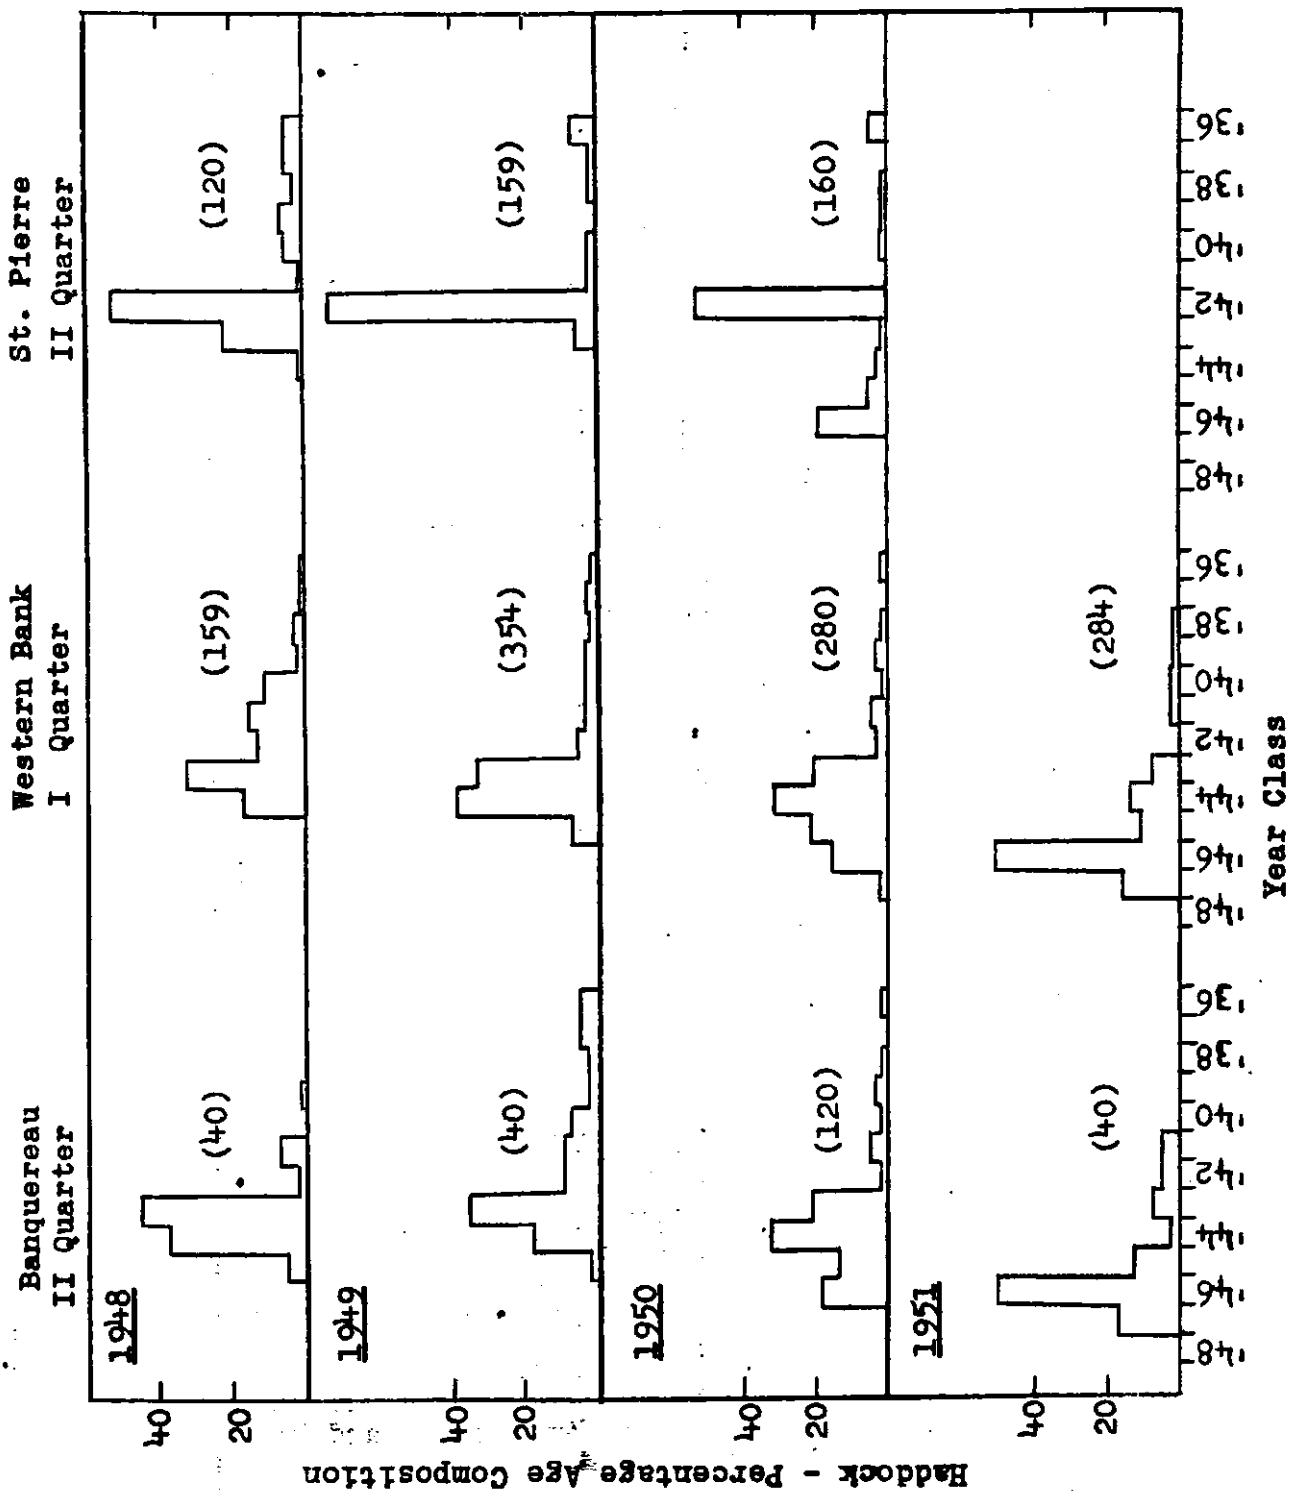 Banquereau Western Bank St. Pierre
II Quarter I Quarter II Quarter
1948
(40) (159) (120)
40
20
1949
(40) (354) (159)
40
20
1950
(120) (280) (160)
40
20
1951
(40) (284)
40
20
'48 '46 '44 '42 '40 '38 '36 '48 '46 '44 '42 '40 '38 '36 '48 '46 '44 '42 '40 '38 '36
Year Class
Haddock - Percentage Age Composition